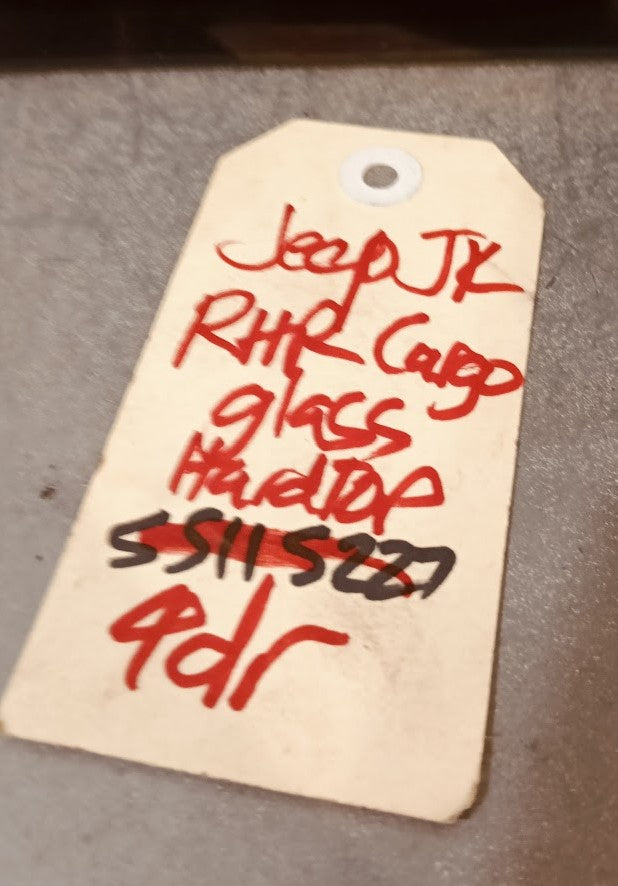 Jeep JK
RHR Cargo
glass
HardTOP
55115227
4dr